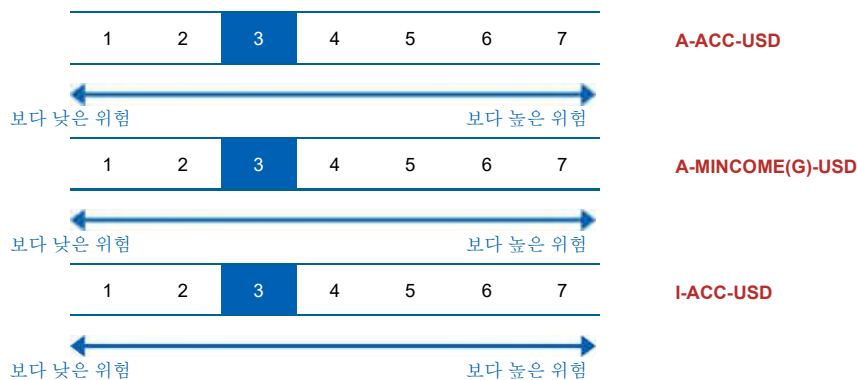 1 2 3 4 5 6 7 A-ACC-USD
보다 낮은 위험 보다 높은 위험
1 2 3 4 5 6 7 A-MINCOME(G)-USD
보다 낮은 위험 보다 높은 위험
1 2 3 4 5 6 7 I-ACC-USD
보다 낮은 위험 보다 높은 위험